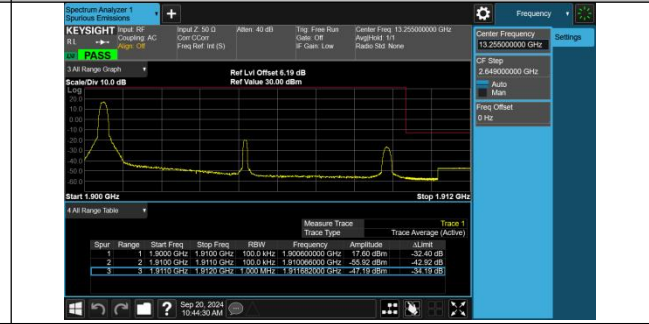 Spectrum Analyzer 1
Spurious Emissions
Frequency
KEYSIGHT Input: RF Input Z: 50 Ω Atten: 40 dB Trig: Free Run Center Freq: 13.255000000 GHz
RL Coupling: AC Corr CCorr Gate: Off Avg|Hold: 1/1
Align: Off Freq Ref: Int (S) IF Gain: Low Radio Std: None
PASS
Center Frequency
13.255000000 GHz
Settings
CF Step
2.649000000 GHz
Auto
Man
Freq Offset
0 Hz
3 All Range Graph
Ref Lvl Offset 6.19 dB
Scale/Div 10.0 dB Ref Value 30.00 dBm
Log
20.0
10.0
0.00
-10.0
-20.0
-30.0
-40.0
-50.0
-60.0
Start 1.900 GHz Stop 1.912 GHz
4 All Range Table
Measure Trace Trace 1
Trace Type Trace Average (Active)
Spur Range Start Freq Stop Freq RBW Frequency Amplitude ΔLimit
1 1 1.9000 GHz 1.9100 GHz 100.0 kHz 1.900600000 GHz 17.60 dBm -32.40 dB
2 2 1.9100 GHz 1.9110 GHz 100.0 kHz 1.910066000 GHz -55.92 dBm -42.92 dB
3 3 1.9110 GHz 1.9120 GHz 1.000 MHz 1.911682000 GHz -47.19 dBm -34.19 dB
Sep 20, 2024
10:44:30 AM